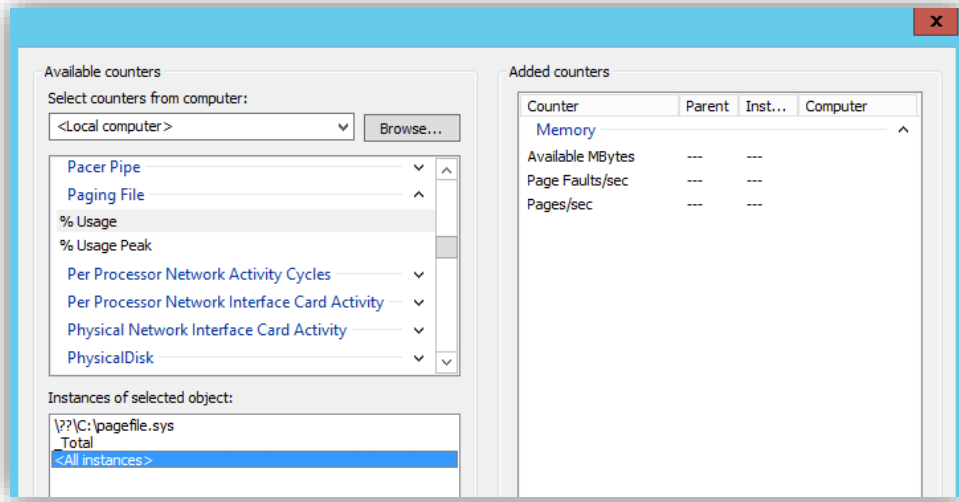 x
Available counters
Select counters from computer:
<Local computer>
Browse...
Pacer Pipe
Paging File
% Usage
% Usage Peak
Per Processor Network Activity Cycles
Per Processor Network Interface Card Activity
Physical Network Interface Card Activity
PhysicalDisk
Instances of selected object:
\??\C:\pagefile.sys
_Total
<All instances>
Added counters
Counter Parent Inst... Computer
Memory
Available MBytes --- ---
Page Faults/sec --- ---
Pages/sec --- ---